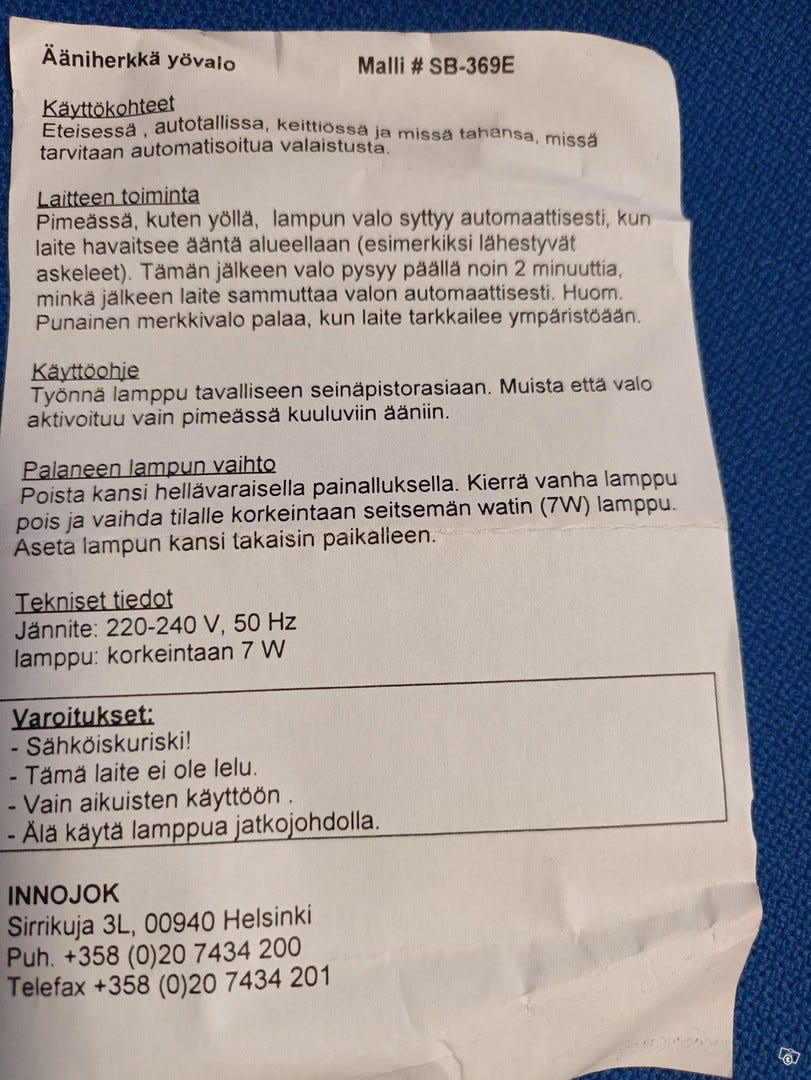 Ääniherkkä yövalo Malli # SB-369E
Käyttökohteet
Eteisessä , autotallissa, keittiössä ja missä tahansa, missä
tarvitaan automatisoitua valaistusta.
Laitteen toiminta
Pimeässä, kuten yöllä, lampun valo syttyy automaattisesti, kun
laite havaitsee ääntä alueellaan (esimerkiksi lähestyvät
askeleet). Tämän jälkeen valo pysyy päällä noin 2 minuuttia,
minkä jälkeen laite sammuttaa valon automaattisesti. Huom.
Punainen merkkivalo palaa, kun laite tarkkailee ympäristöään.
Käyttöohje
Työnnä lamppu tavalliseen seinäpistorasiaan. Muista että valo
aktivoituu vain pimeässä kuuluviin ääniin.
Palaneen lampun vaihto
Poista kansi hellävaraisella painalluksella. Kierrä vanha lamppu
pois ja vaihda tilalle korkeintaan seitsemän watin (7W) lamppu.
Aseta lampun kansi takaisin paikalleen.
Tekniset tiedot
Jännite: 220-240 V, 50 Hz
lamppu: korkeintaan 7 W
Varoitukset:
- Sähköiskuriski!
- Tämä laite ei ole lelu.
- Vain aikuisten käyttöön .
- Älä käytä lamppua jatkojohdolla.
INNOJOK
Sirrikuja 3L, 00940 Helsinki
Puh. +358 (0)20 7434 200
Telefax +358 (0)20 7434 201